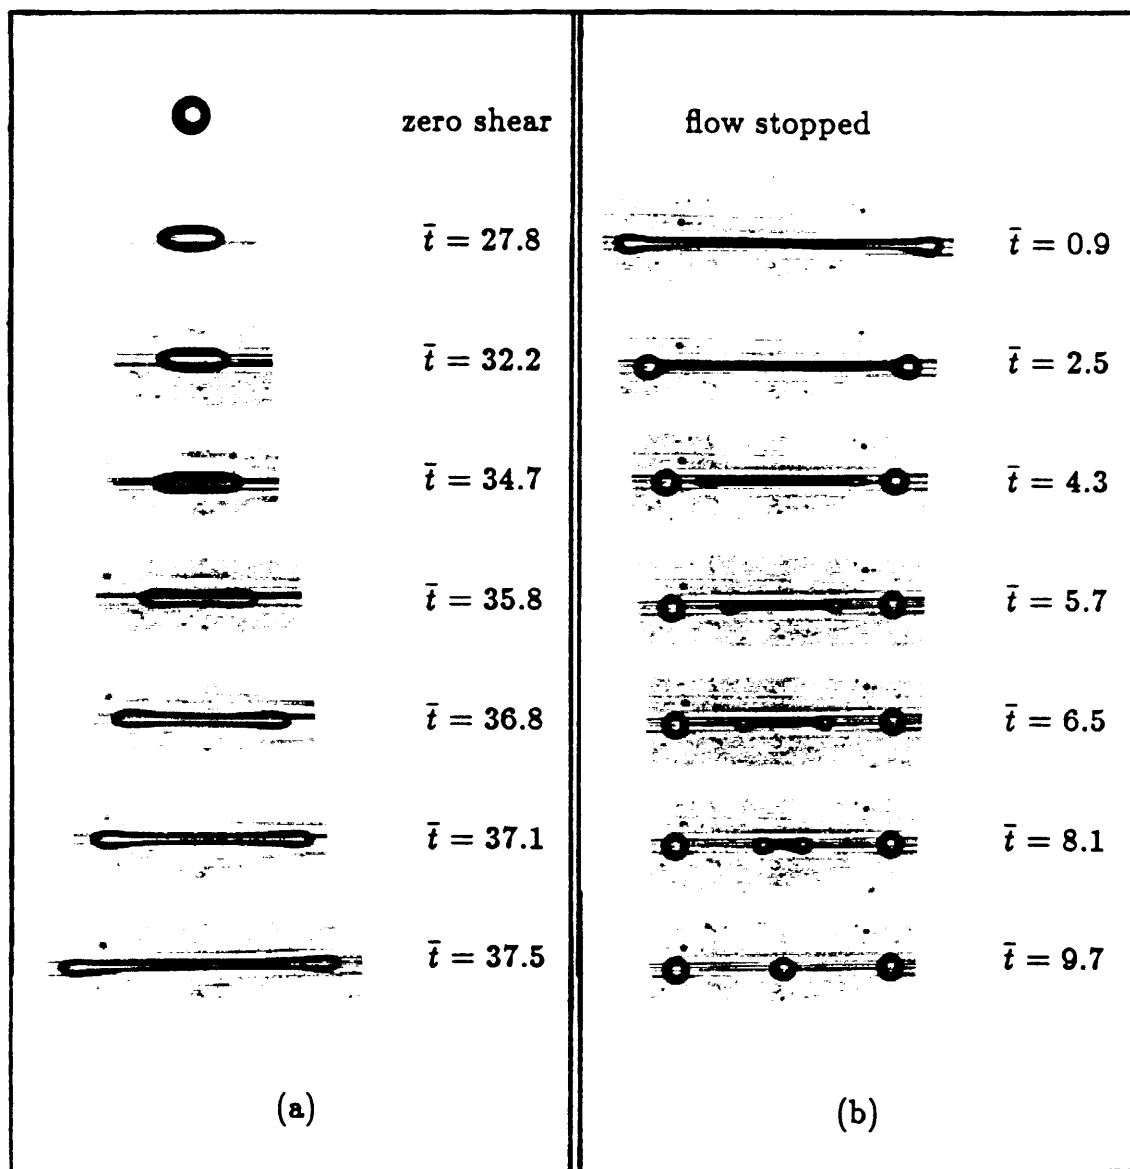 zero shear
t̄ = 27.8
t̄ = 32.2
t̄ = 34.7
t̄ = 35.8
t̄ = 36.8
t̄ = 37.1
t̄ = 37.5
(a)
flow stopped
t̄ = 0.9
t̄ = 2.5
t̄ = 4.3
t̄ = 5.7
t̄ = 6.5
t̄ = 8.1
t̄ = 9.7
(b)